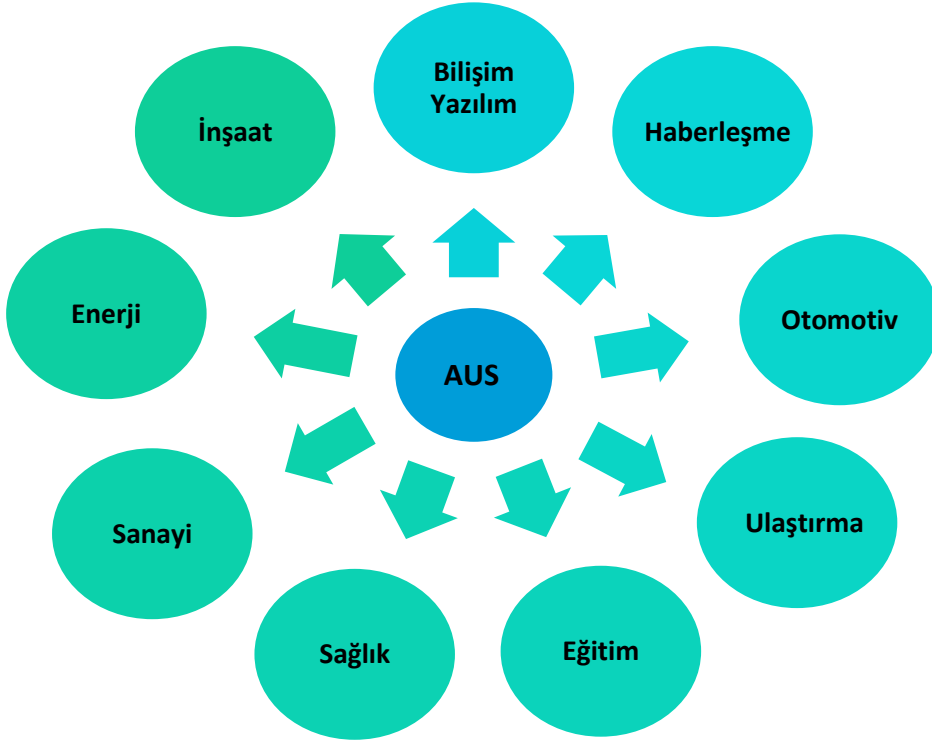 Bilişim
Yazılım
Haberleşme
Otomotiv
Ulaştırma
Eğitim
Sağlık
Sanayi
Enerji
İnşaat
AUS